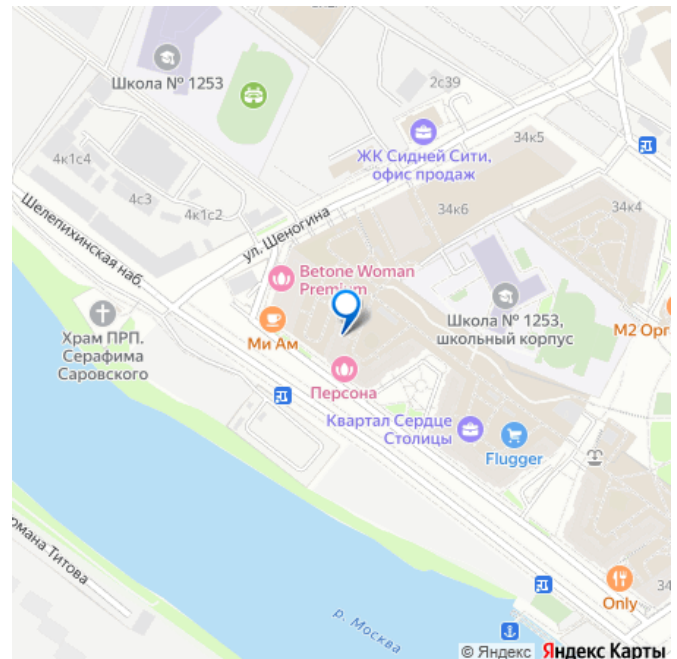 Школа № 1253
2с39
34к5
ЖК Сидней Сити,
офис продаж
4к1с4
4с3
4к1с2
34к6
34к4
Шелепихинская наб.
ул. Шеногина
Betone Woman
Premium
Храм ПРП.
Серафима
Саровского
Ми Ам
Школа № 1253,
школьный корпус
М2 Орг
Персона
Квартал Сердце
Столицы
Flugger
рмана Титова
34
Only
р. Москва
© Яндекс Яндекс Карты